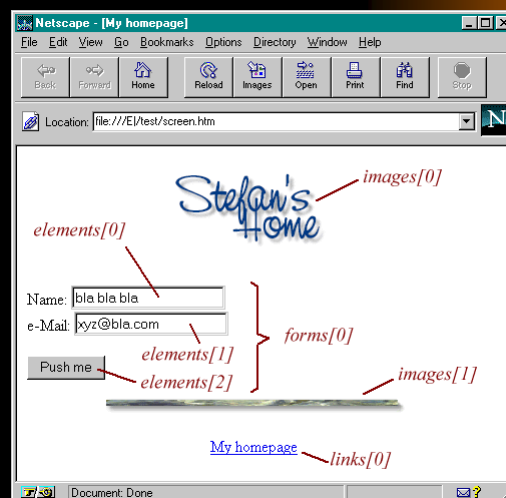 Netscape - [My homepage]
File Edit View Go Bookmarks Options Directory Window Help
Back Forward Home Reload Images Open Print Find Stop
Location: file:///E|/test/screen.htm
N
images[0]
Stefan's
Home
elements[0]
Name: bla bla bla
e-Mail: xyz@bla.com
forms[0]
elements[1]
Push me
elements[2]
images[1]
My homepage
links[0]
Document: Done